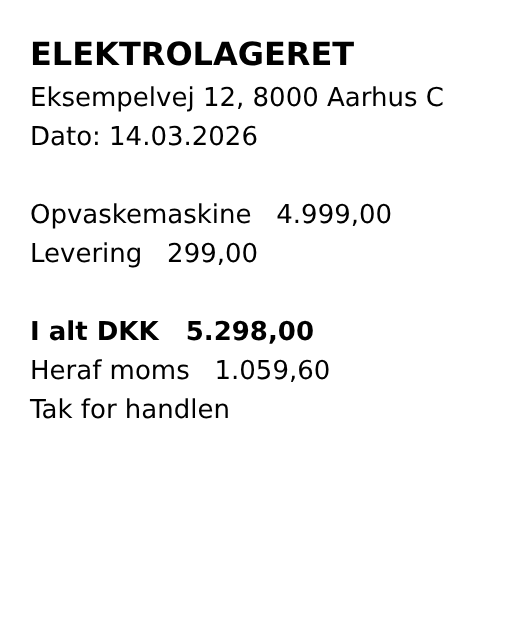 ELEKTROLAGERET
Eksempelvej 12, 8000 Aarhus C
Dato: 14.03.2026
Opvaskemaskine 4.999,00
Levering 299,00
I alt DKK 5.298,00
Heraf moms 1.059,60
Tak for handlen